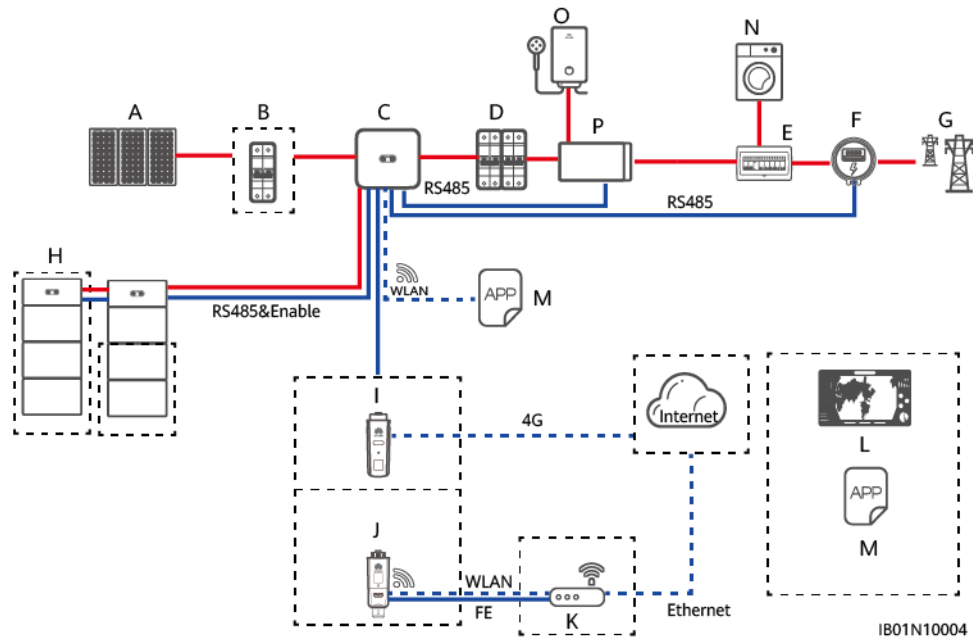 O
N
A
B
C
D
P
E
F
G
RS485
RS485
H
WLAN
APP
M
RS485&Enable
I
Internet
4G
L
J
APP
M
WLAN
FE
K
Ethernet
IB01N10004